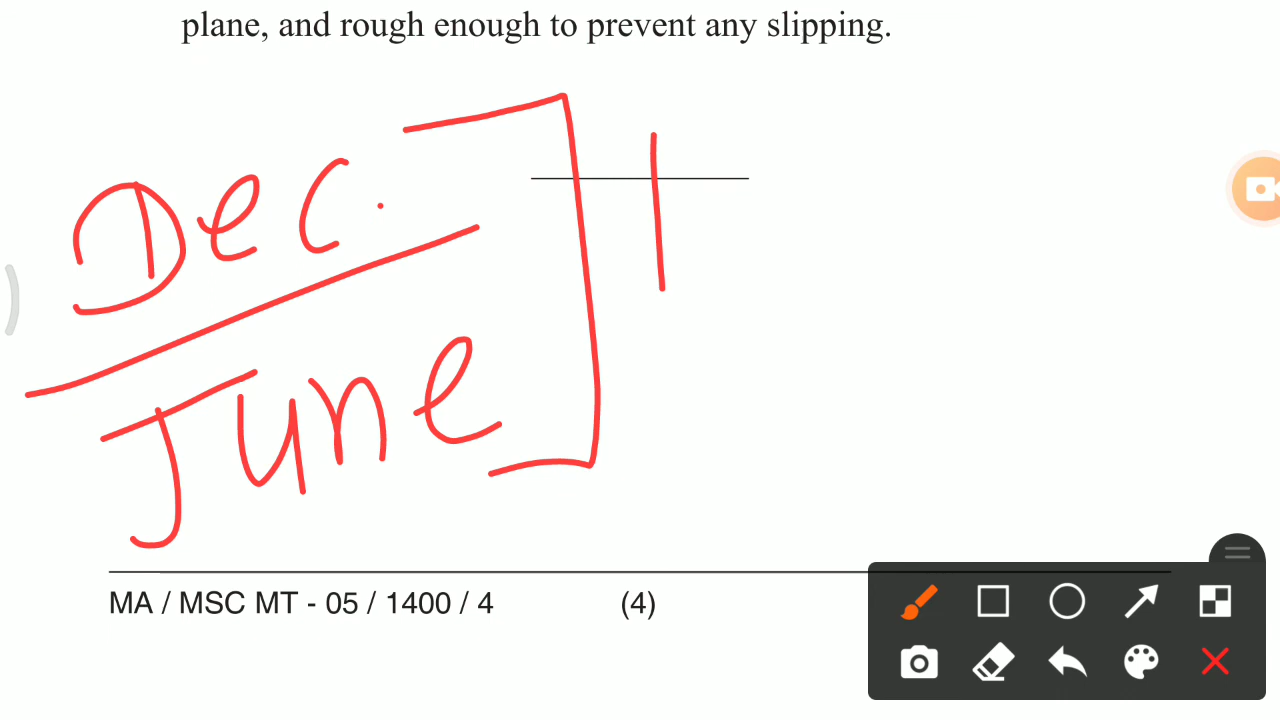 plane, and rough enough to prevent any slipping.
Dec.
June
MA / MSC MT - 05 / 1400 / 4 (4)